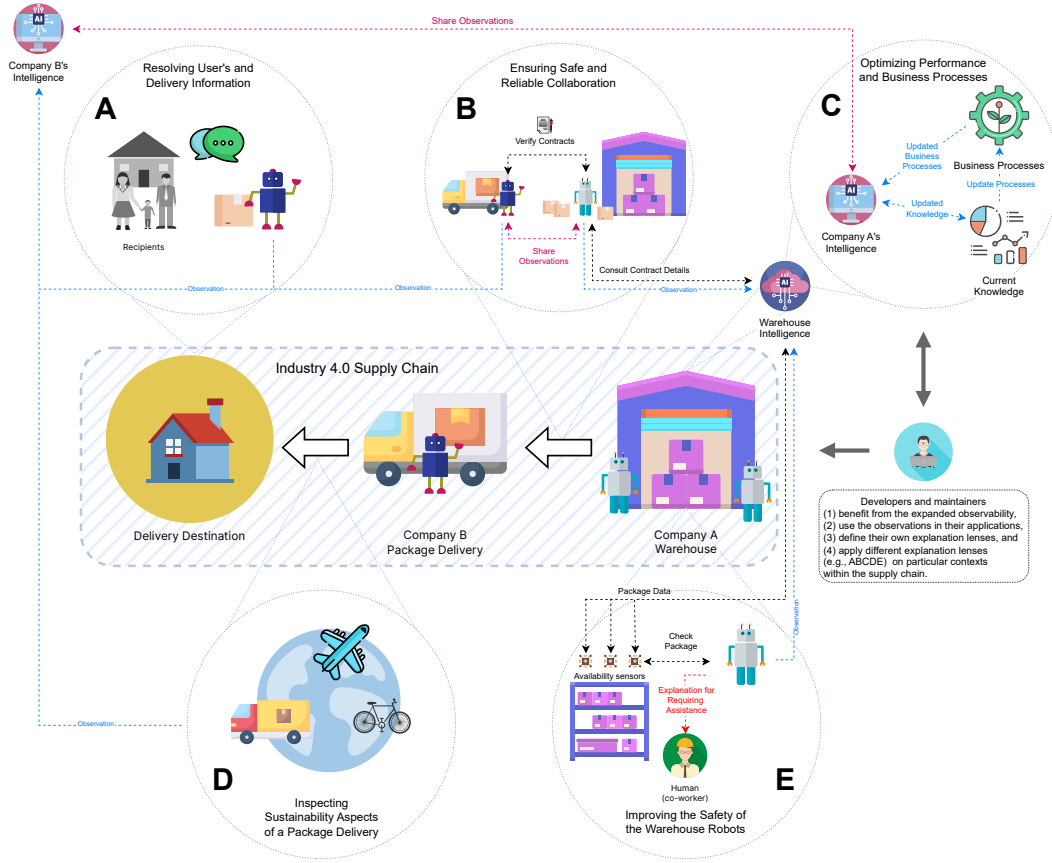 AI
Company B's
Intelligence
Share Observations
Resolving User's and
Delivery Information
A
Recipients
Ensuring Safe and
Reliable Collaboration
B
Verify Contracts
Share
Observations
Consult Contract Details
Optimizing Performance
and Business Processes
C
Updated
Business
Processes
Business Processes
Update Processes
AI
Updated
Knowledge
Company A's
Intelligence
Current
Knowledge
Observation
Observation
Observation
AI
Warehouse
Intelligence
Industry 4.0 Supply Chain
Delivery Destination
Company B
Package Delivery
Company A
Warehouse
Developers and maintainers
(1) benefit from the expanded observability,
(2) use the observations in their applications,
(3) define their own explanation lenses, and
(4) apply different explanation lenses
(e.g., ABCDE) on particular contexts
within the supply chain.
Observation
D
Inspecting
Sustainability Aspects
of a Package Delivery
Package Data
Observation
Check
Package
Availability sensors
Explanation for
Requiring
Assistance
Human
(co-worker)
E
Improving the Safety of
the Warehouse Robots